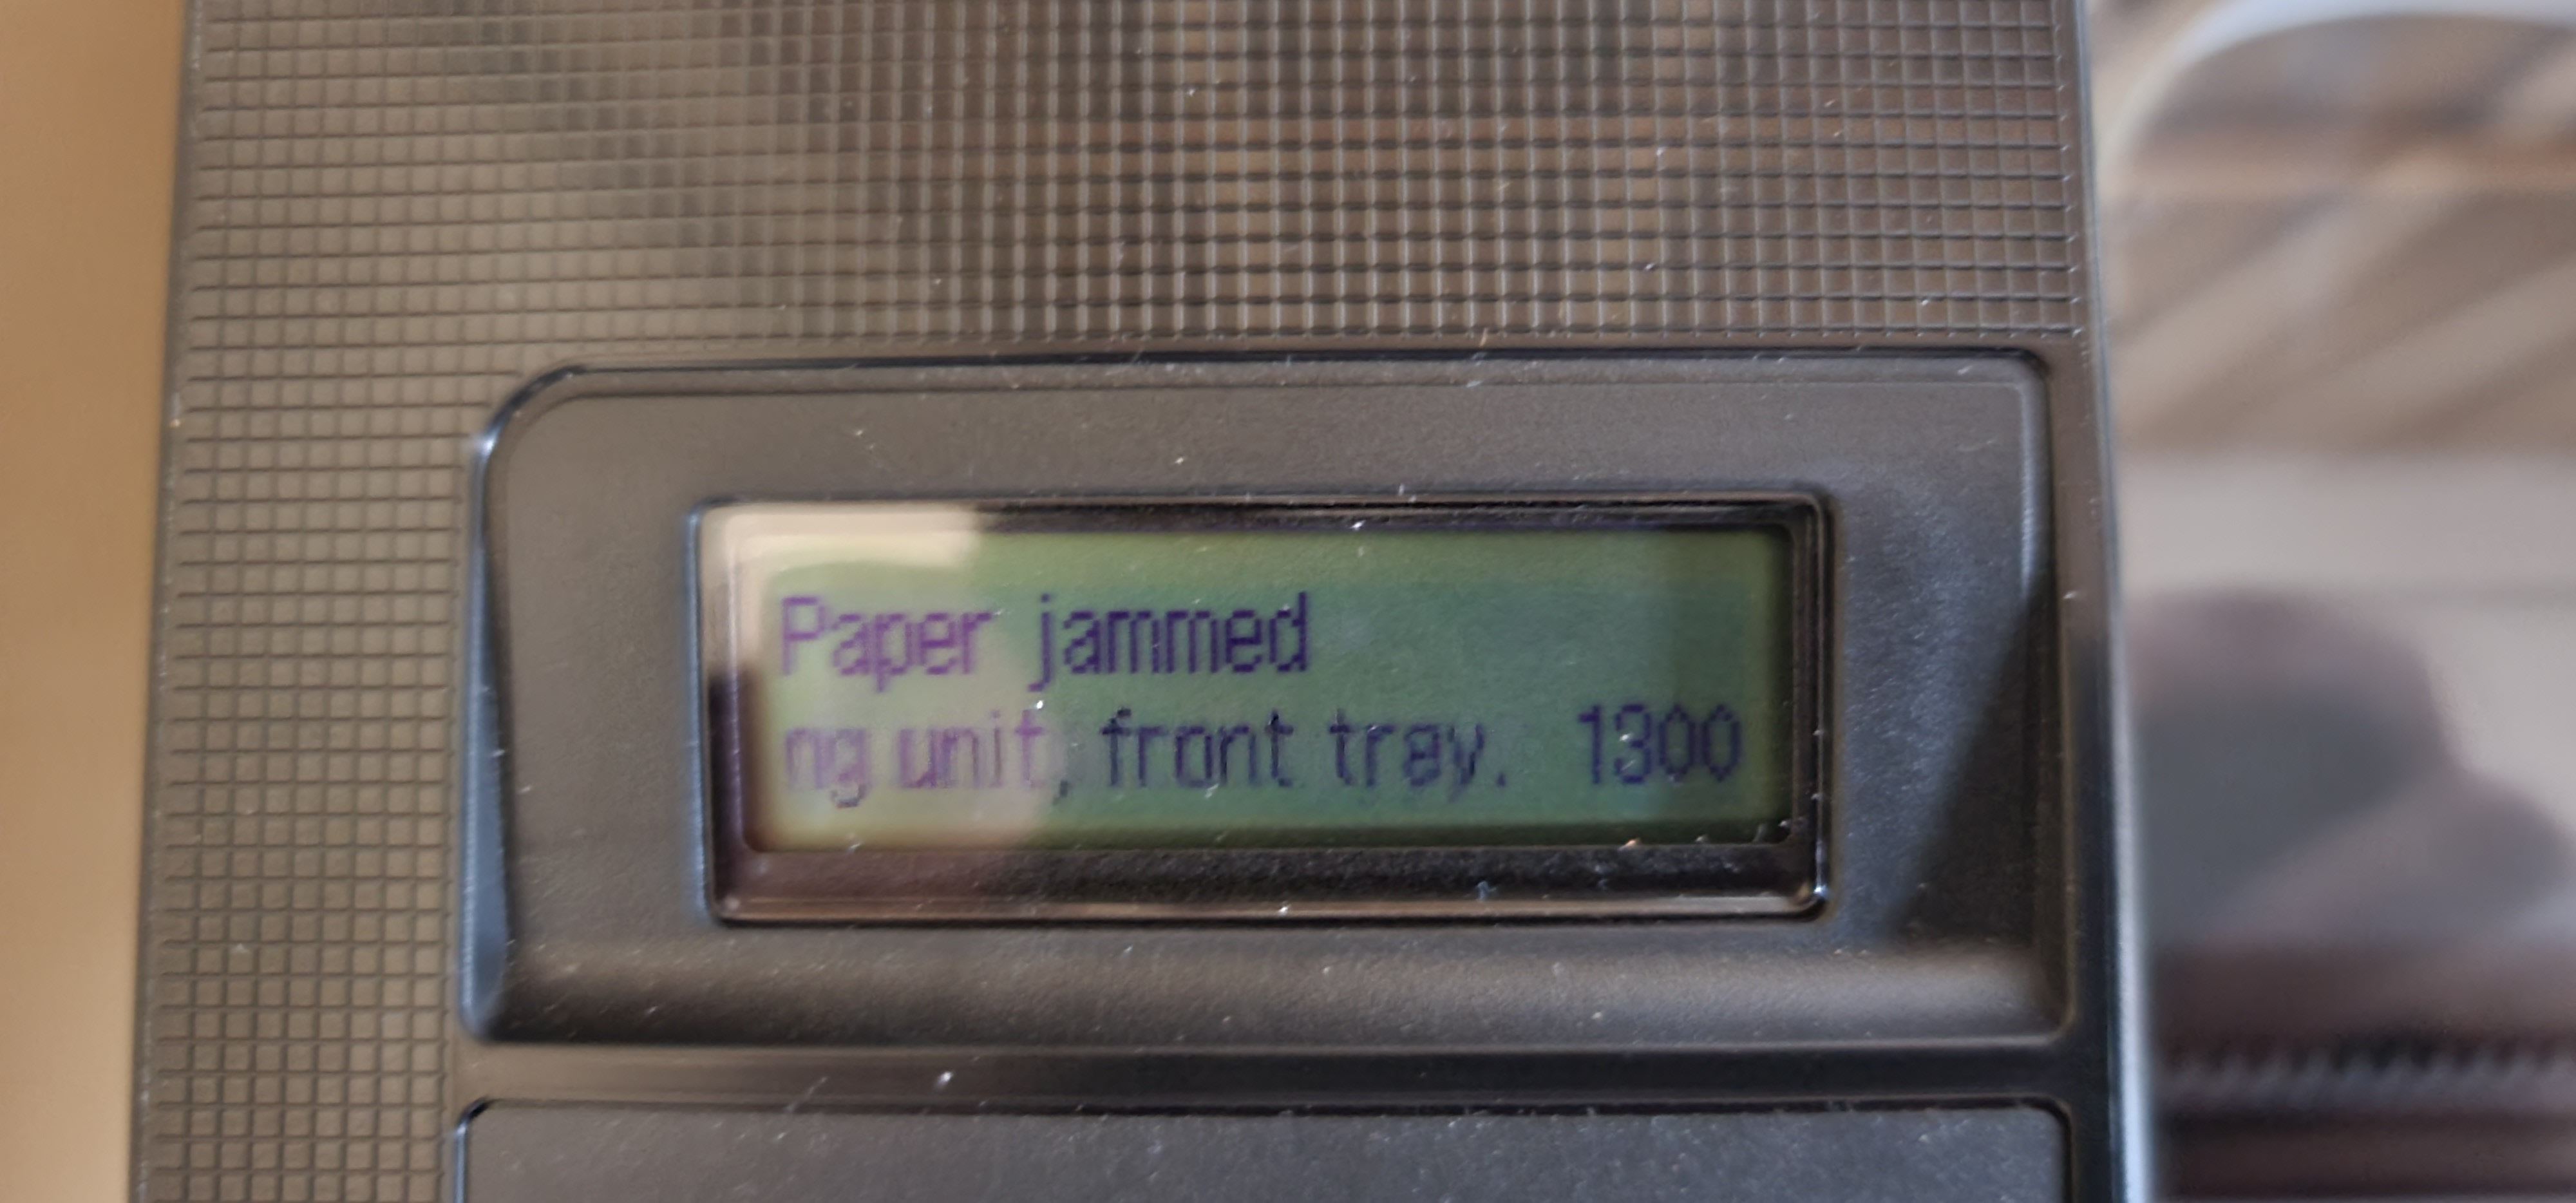 Paper jammed
ng unit, front tray. 1300